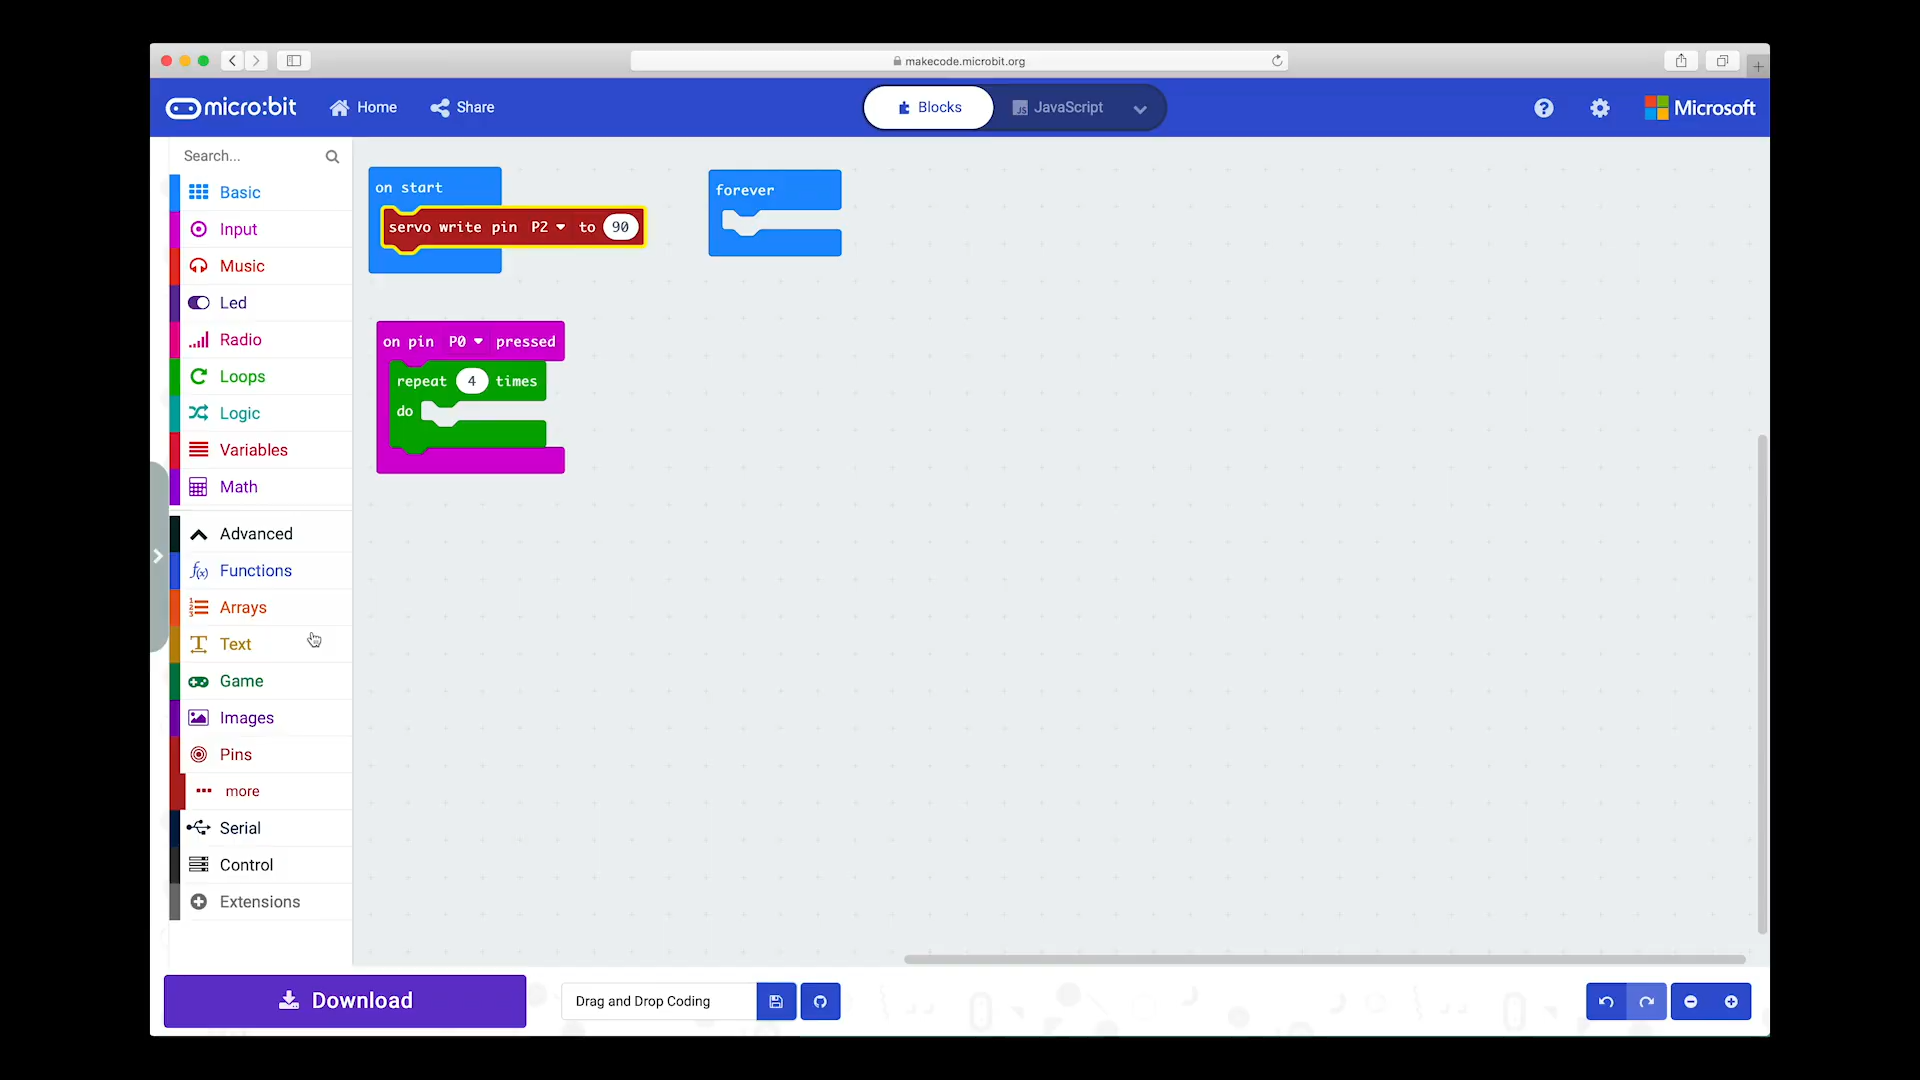 makecode.microbit.org
micro:bit
Home
Share
Blocks
JS
JavaScript
?
Microsoft
Search...
Basic
Input
Music
Led
Radio
Loops
Logic
Variables
Math
Advanced
f(x) Functions
Arrays
Text
Game
Images
Pins
more
Serial
Control
Extensions
on start
servo write pin P2 to 90
forever
on pin P0 pressed
repeat 4 times
do
Download
Drag and Drop Coding